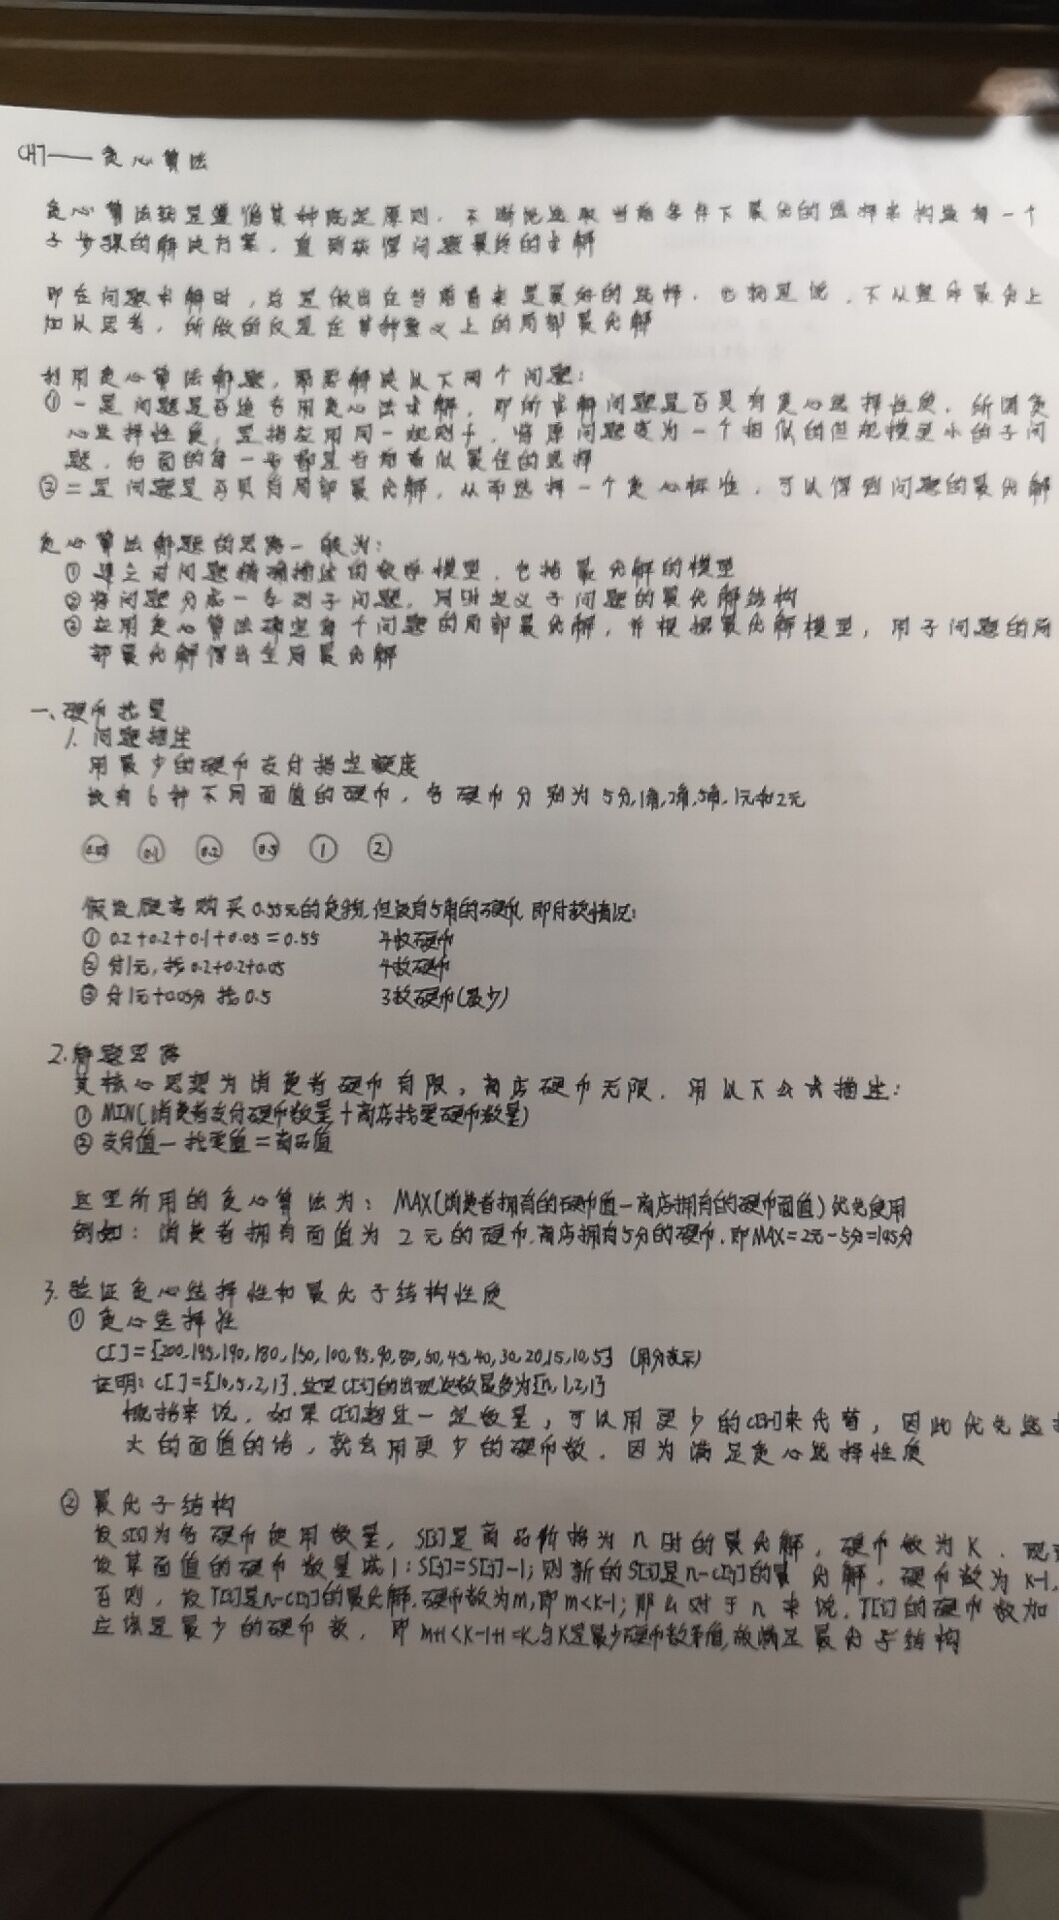 CH7——贪心算法
贪心算法就是遵循某种既定原则，不断地选取当前条件下最优的选择来构造每一个
子步骤的解决方案，直到获得问题最终的求解
即在问题求解时，总是做出在当前看来是最好的选择，也就是说，不从整体最优上
加以思考，所做的仅是在某种意义上的局部最优解
利用贪心算法解题，需要解决以下两个问题：
① 一是问题是否适合用贪心法求解，即所求解问题是否具有贪心选择性质，所谓贪
心选择性质，是指应用同一规则，将原问题变为一个相似的但规模更小的子问
题，后面的每一步都是当前看似最佳的选择
② 二是问题是否具有局部最优解，从而选择一个贪心标准，可以得到问题的最优解
贪心算法解题的思路一般为：
① 建立对问题精确描述的数学模型，包括最优解的模型
② 将问题分成一系列子问题，同时定义子问题的最优解结构
③ 应用贪心算法确定每个问题的局部最优解，并根据最优解模型，用子问题的局
部最优解得出全局最优解
一、硬币找零
1. 问题描述
用最少的硬币支付指定额度
设有6种不同面值的硬币，各硬币分别为5分,1角,2角,5角,1元和2元
0.05 0.1 0.2 0.5 1 2
假设顾客购买0.55元的食物,但没有5角的硬币,即付款情况：
① 0.2+0.2+0.1+0.05=0.55 4枚硬币
② 付1元，找0.2+0.2+0.05 4枚硬币
③ 付1元+0.05分 找0.5 3枚硬币(最少)
2.解题思路
其核心思想为消费者硬币有限，商店硬币无限，用以下公式描述：
① MIN(消费者支付硬币数量+商店找零硬币数量)
② 支付值—找零值=商品值
这里所用的贪心算法为：MAX(消费者拥有的硬币值—商店拥有的硬币面值)优先使用
例如：消费者拥有面值为2元的硬币,商店拥有5分的硬币,即MAX=2元-5分=195分
3.验证贪心选择性和最优子结构性质
① 贪心选择性
C[]={200,195,190,180,150,100,95,90,80,50,45,40,30,20,15,10,5} (用分表示)
证明：C[]={10,5,2,1},这里C[i]的出现次数最多为{n,1,2,1}
概括来说，如果C[i]超过一定数量，可以用更少的C[i-1]来代替，因此优先选
大的面值的话，就会用更少的硬币数，因为满足贪心选择性质
② 最优子结构
设S[i]为各硬币使用数量，S[i]是商品价格为n时的最优解，硬币数为K，现
设某面值的硬币数量减1：S[j]=S[j]-1；则新的S[i]是n-C[j]的最优解，硬币数为K-1,
否则，设T[i]是n-C[j]的最优解,硬币数为m,即m<K-1；那么对于n来说,T[i]的硬币数加
应该是最少的硬币数，即m+1<K-1+1=K,与K是最少硬币数矛盾,故满足最优子结构